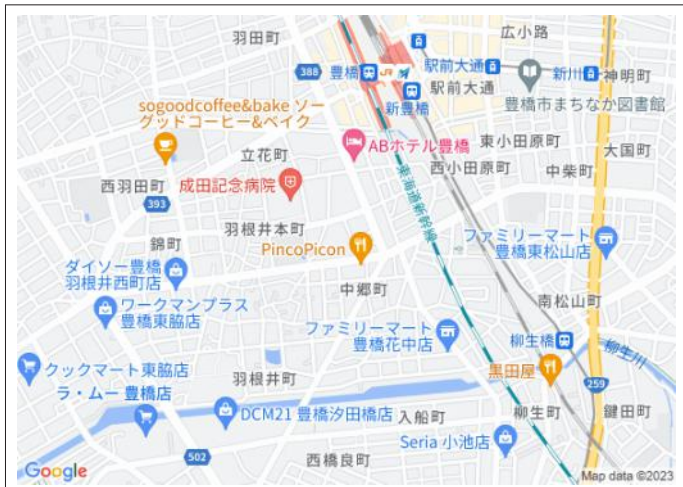 羽田町
広小路
388
豊橋
JR
駅前大通
新川
神明町
駅前大通
新豊橋
豊橋市まちなか図書館
sogoodcoffee&bake ソー
グッドコーヒー&ベイク
ABホテル豊橋
東小田原町
大国町
立花町
西小田原町
中柴町
西羽田町
成田記念病院
東海道新幹線
393
羽根井本町
錦町
PincoPicon
ファミリーマート
豊橋東松山店
ダイソー豊橋
羽根井西町店
中郷町
ワークマンプラス
豊橋東脇店
南松山町
ファミリーマート
豊橋花中店
柳生橋
柳生川
クックマート東脇店
羽根井町
黒田屋
ラ・ムー 豊橋店
259
DCM21 豊橋汐田橋店
入船町
柳生町
鍵田町
Seria 小池店
502
西橋良町
Google
Map data ©2023